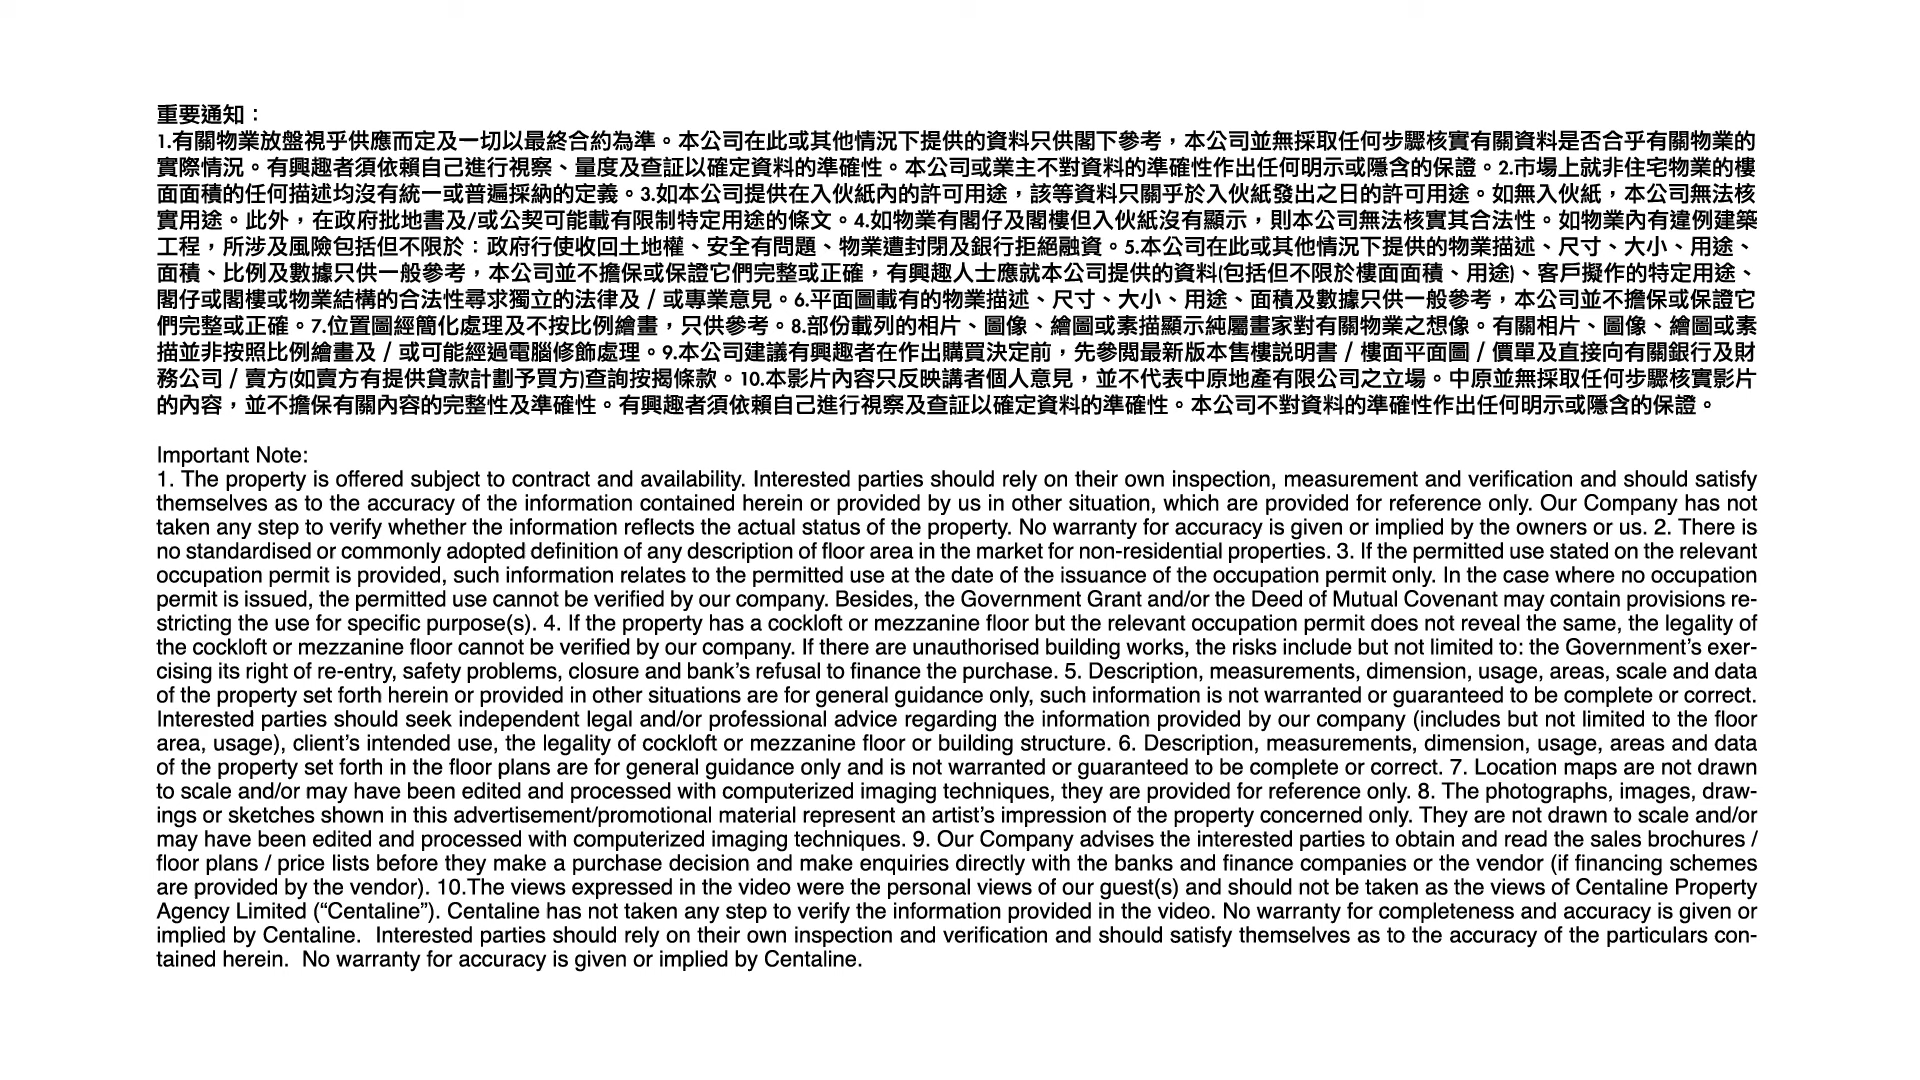 重要通知：
1.有關物業放盤視乎供應而定及一切以最終合約為準。本公司在此或其他情況下提供的資料只供閣下參考，本公司並無採取任何步驟核實有關資料是否合乎有關物業的
實際情況。有興趣者須依賴自己進行視察、量度及查証以確定資料的準確性。本公司或業主不對資料的準確性作出任何明示或隱含的保證。2.市場上就非住宅物業的樓
面面積的任何描述均沒有統一或普遍採納的定義。3.如本公司提供在入伙紙內的許可用途，該等資料只關乎於入伙紙發出之日的許可用途。如無入伙紙，本公司無法核
實用途。此外，在政府批地書及/或公契可能載有限制特定用途的條文。4.如物業有閣仔及閣樓但入伙紙沒有顯示，則本公司無法核實其合法性。如物業內有違例建築
工程，所涉及風險包括但不限於：政府行使收回土地權、安全有問題、物業遭封閉及銀行拒絕融資。5.本公司在此或其他情況下提供的物業描述、尺寸、大小、用途、
面積、比例及數據只供一般參考，本公司並不擔保或保證它們完整或正確，有興趣人士應就本公司提供的資料(包括但不限於樓面面積、用途)、客戶擬作的特定用途、
閣仔或閣樓或物業結構的合法性尋求獨立的法律及 / 或專業意見。6.平面圖載有的物業描述、尺寸、大小、用途、面積及數據只供一般參考，本公司並不擔保或保證它
們完整或正確。7.位置圖經簡化處理及不按比例繪畫，只供參考。8.部份載列的相片、圖像、繪圖或素描顯示純屬畫家對有關物業之想像。有關相片、圖像、繪圖或素
描並非按照比例繪畫及 / 或可能經過電腦修飾處理。9.本公司建議有興趣者在作出購買決定前，先參閱最新版本售樓説明書 / 樓面平面圖 / 價單及直接向有關銀行及財
務公司 / 賣方(如賣方有提供貸款計劃予買方)查詢按揭條款。10.本影片內容只反映講者個人意見，並不代表中原地產有限公司之立場。中原並無採取任何步驟核實影片
的內容，並不擔保有關內容的完整性及準確性。有興趣者須依賴自己進行視察及查証以確定資料的準確性。本公司不對資料的準確性作出任何明示或隱含的保證。
Important Note:
1. The property is offered subject to contract and availability. Interested parties should rely on their own inspection, measurement and verification and should satisfy
themselves as to the accuracy of the information contained herein or provided by us in other situation, which are provided for reference only. Our Company has not
taken any step to verify whether the information reflects the actual status of the property. No warranty for accuracy is given or implied by the owners or us. 2. There is
no standardised or commonly adopted definition of any description of floor area in the market for non-residential properties. 3. If the permitted use stated on the relevant
occupation permit is provided, such information relates to the permitted use at the date of the issuance of the occupation permit only. In the case where no occupation
permit is issued, the permitted use cannot be verified by our company. Besides, the Government Grant and/or the Deed of Mutual Covenant may contain provisions re-
stricting the use for specific purpose(s). 4. If the property has a cockloft or mezzanine floor but the relevant occupation permit does not reveal the same, the legality of
the cockloft or mezzanine floor cannot be verified by our company. If there are unauthorised building works, the risks include but not limited to: the Government’s exer-
cising its right of re-entry, safety problems, closure and bank’s refusal to finance the purchase. 5. Description, measurements, dimension, usage, areas, scale and data
of the property set forth herein or provided in other situations are for general guidance only, such information is not warranted or guaranteed to be complete or correct.
Interested parties should seek independent legal and/or professional advice regarding the information provided by our company (includes but not limited to the floor
area, usage), client’s intended use, the legality of cockloft or mezzanine floor or building structure. 6. Description, measurements, dimension, usage, areas and data
of the property set forth in the floor plans are for general guidance only and is not warranted or guaranteed to be complete or correct. 7. Location maps are not drawn
to scale and/or may have been edited and processed with computerized imaging techniques, they are provided for reference only. 8. The photographs, images, draw-
ings or sketches shown in this advertisement/promotional material represent an artist’s impression of the property concerned only. They are not drawn to scale and/or
may have been edited and processed with computerized imaging techniques. 9. Our Company advises the interested parties to obtain and read the sales brochures /
floor plans / price lists before they make a purchase decision and make enquiries directly with the banks and finance companies or the vendor (if financing schemes
are provided by the vendor). 10.The views expressed in the video were the personal views of our guest(s) and should not be taken as the views of Centaline Property
Agency Limited (“Centaline”). Centaline has not taken any step to verify the information provided in the video. No warranty for completeness and accuracy is given or
implied by Centaline.  Interested parties should rely on their own inspection and verification and should satisfy themselves as to the accuracy of the particulars con-
tained herein.  No warranty for accuracy is given or implied by Centaline.